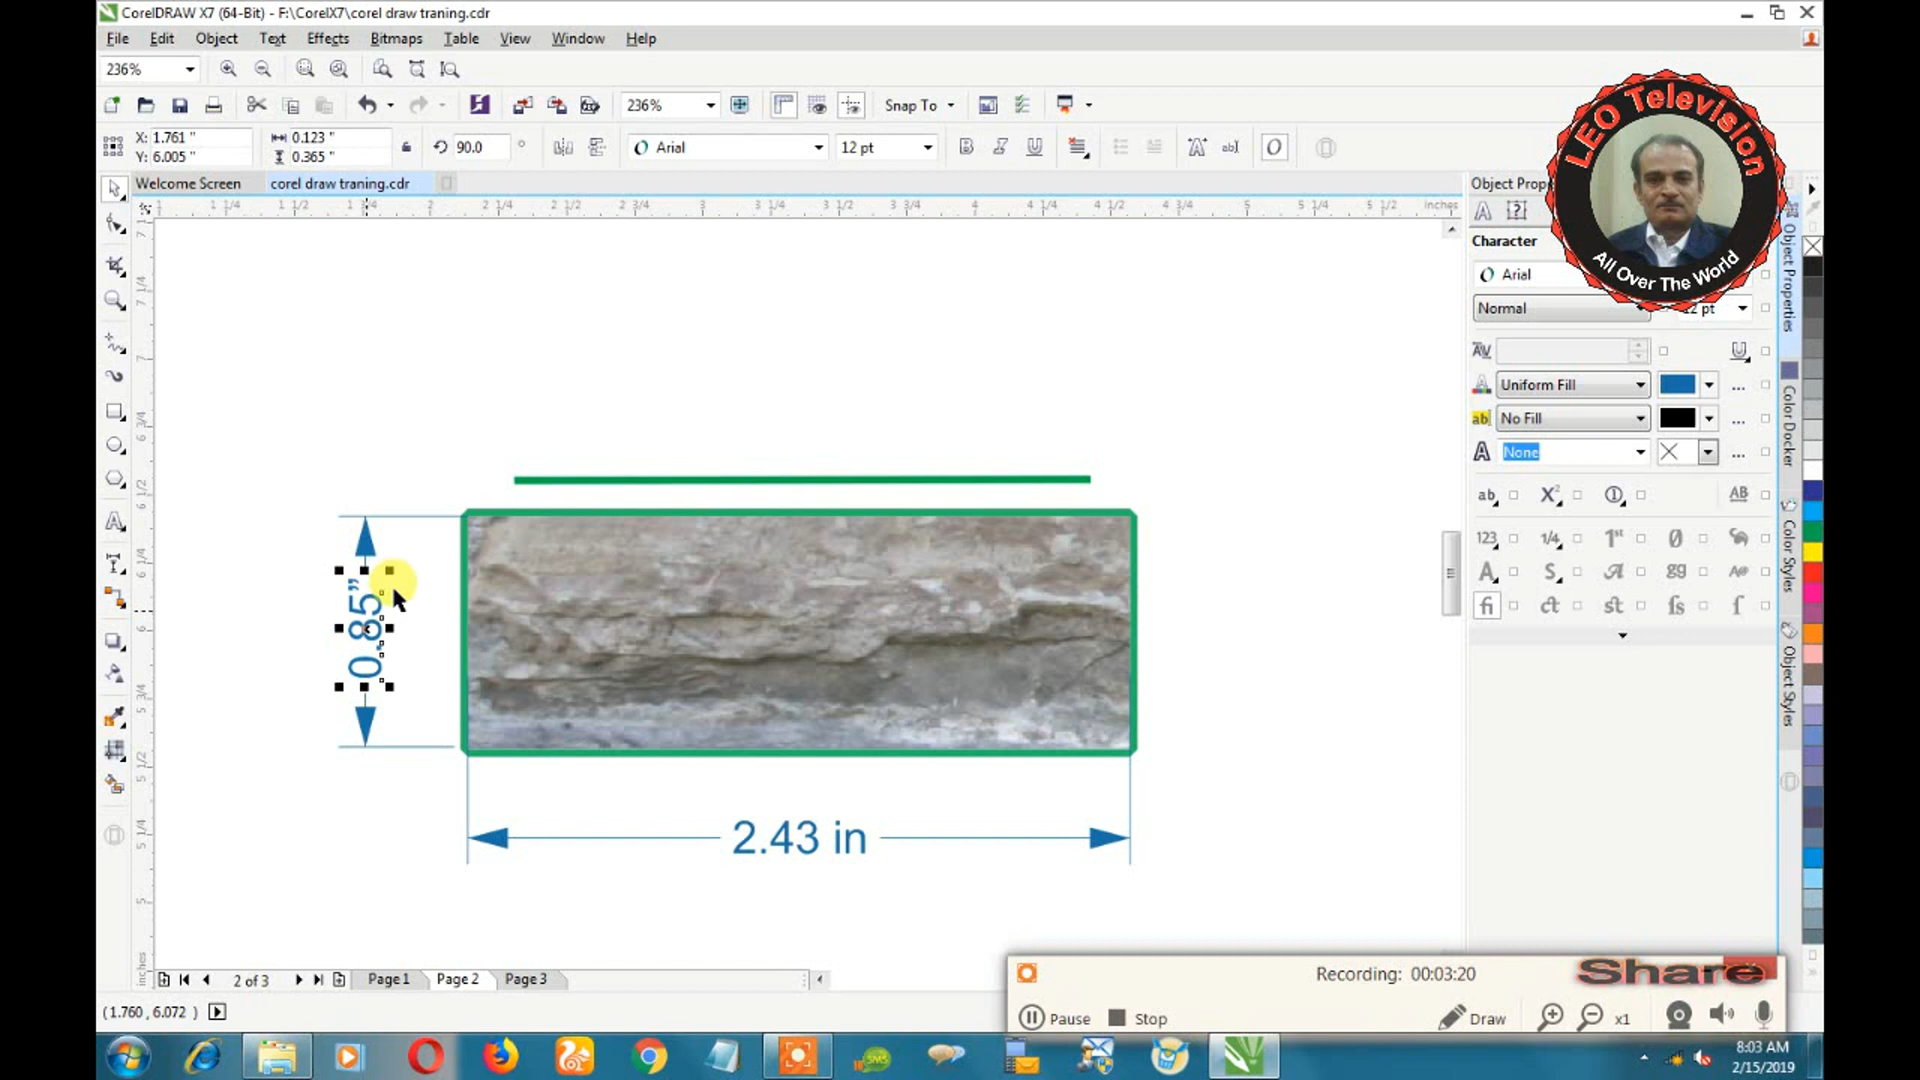 CorelDRAW X7 (64-Bit) - F:\CorelX7\corel draw traning.cdr
File Edit Object Text Effects Bitmaps Table View Window Help
236%
236% Snap To
X: 1.761 " 0.123 "
Y: 6.005 " 0.365 "
90.0 ° Arial 12 pt
Welcome Screen corel draw traning.cdr
inches
LEO Television
All Over The World
Object Prop
Character
Arial
Normal 12 pt
Uniform Fill
No Fill
None
Object Properties
Color Docker
Color Styles
Object Styles
0.85”
2.43 in
2 of 3 Page 1 Page 2 Page 3
(1.760 , 6.072 )
Recording: 00:03:20
Share
Pause Stop Draw x1
8:03 AM
2/15/2019